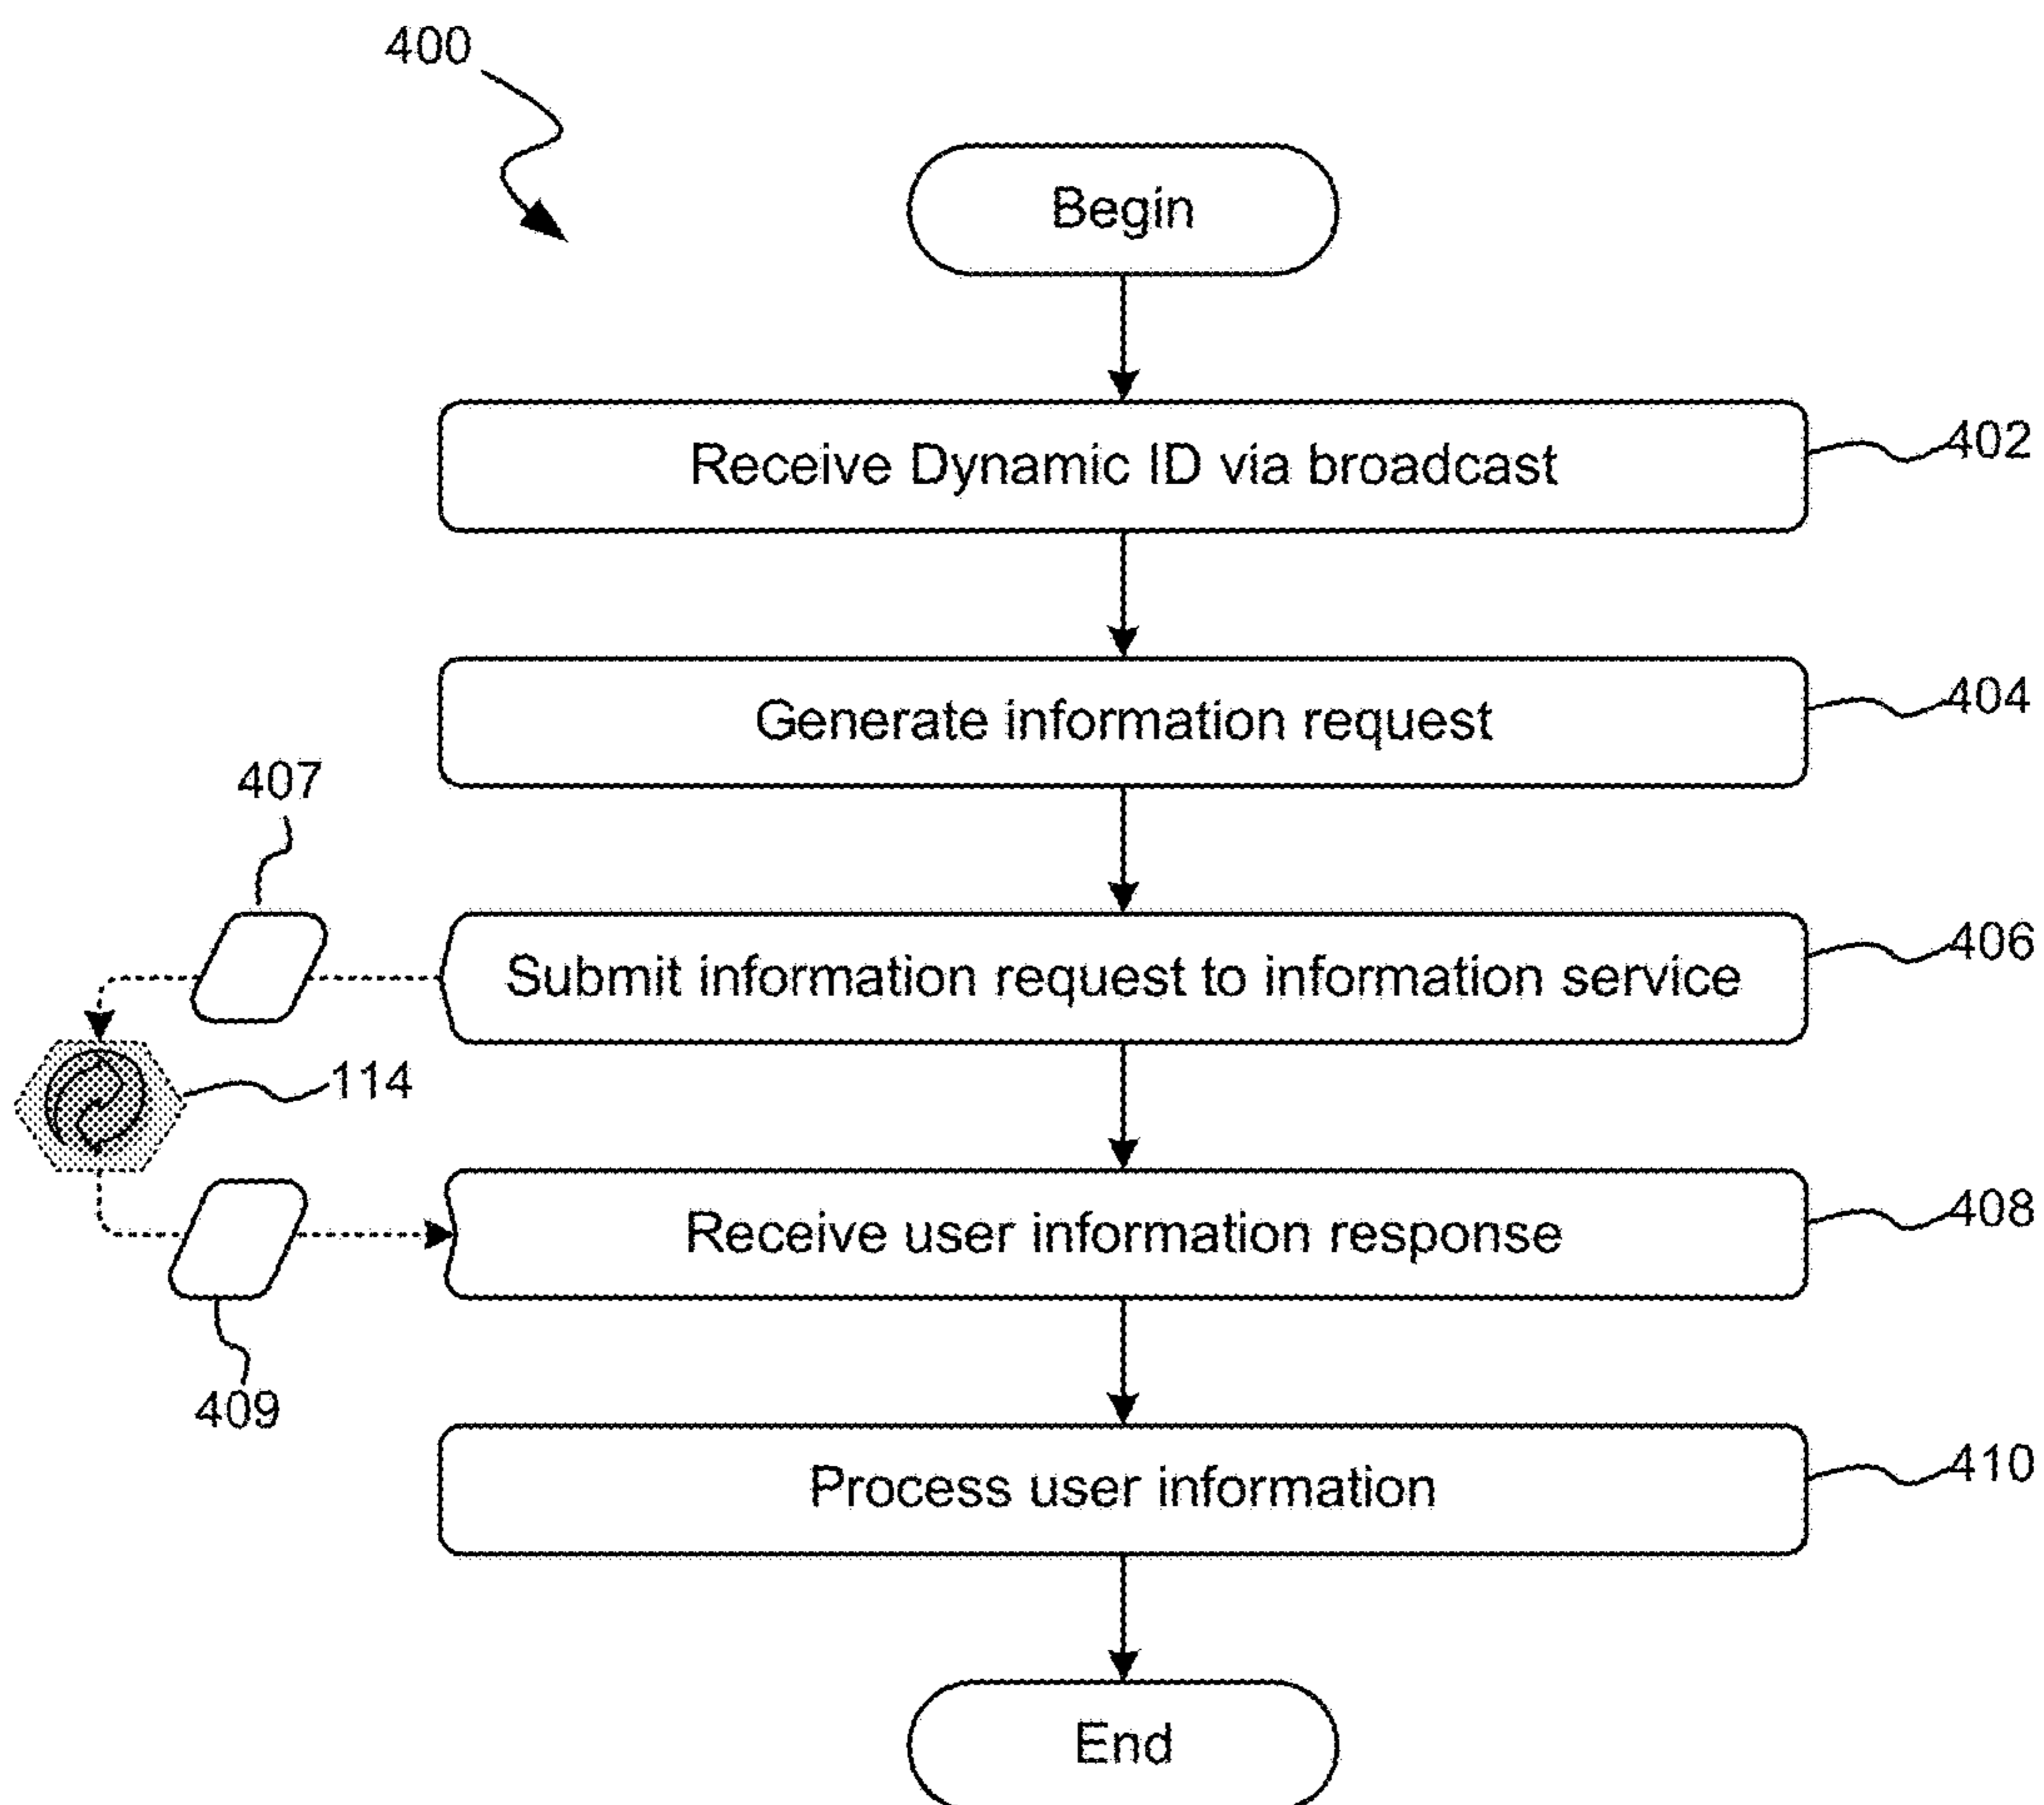 400
Begin
Receive Dynamic ID via broadcast
402
Generate information request
404
407
Submit information request to information service
406
114
Receive user information response
408
409
Process user information
410
End